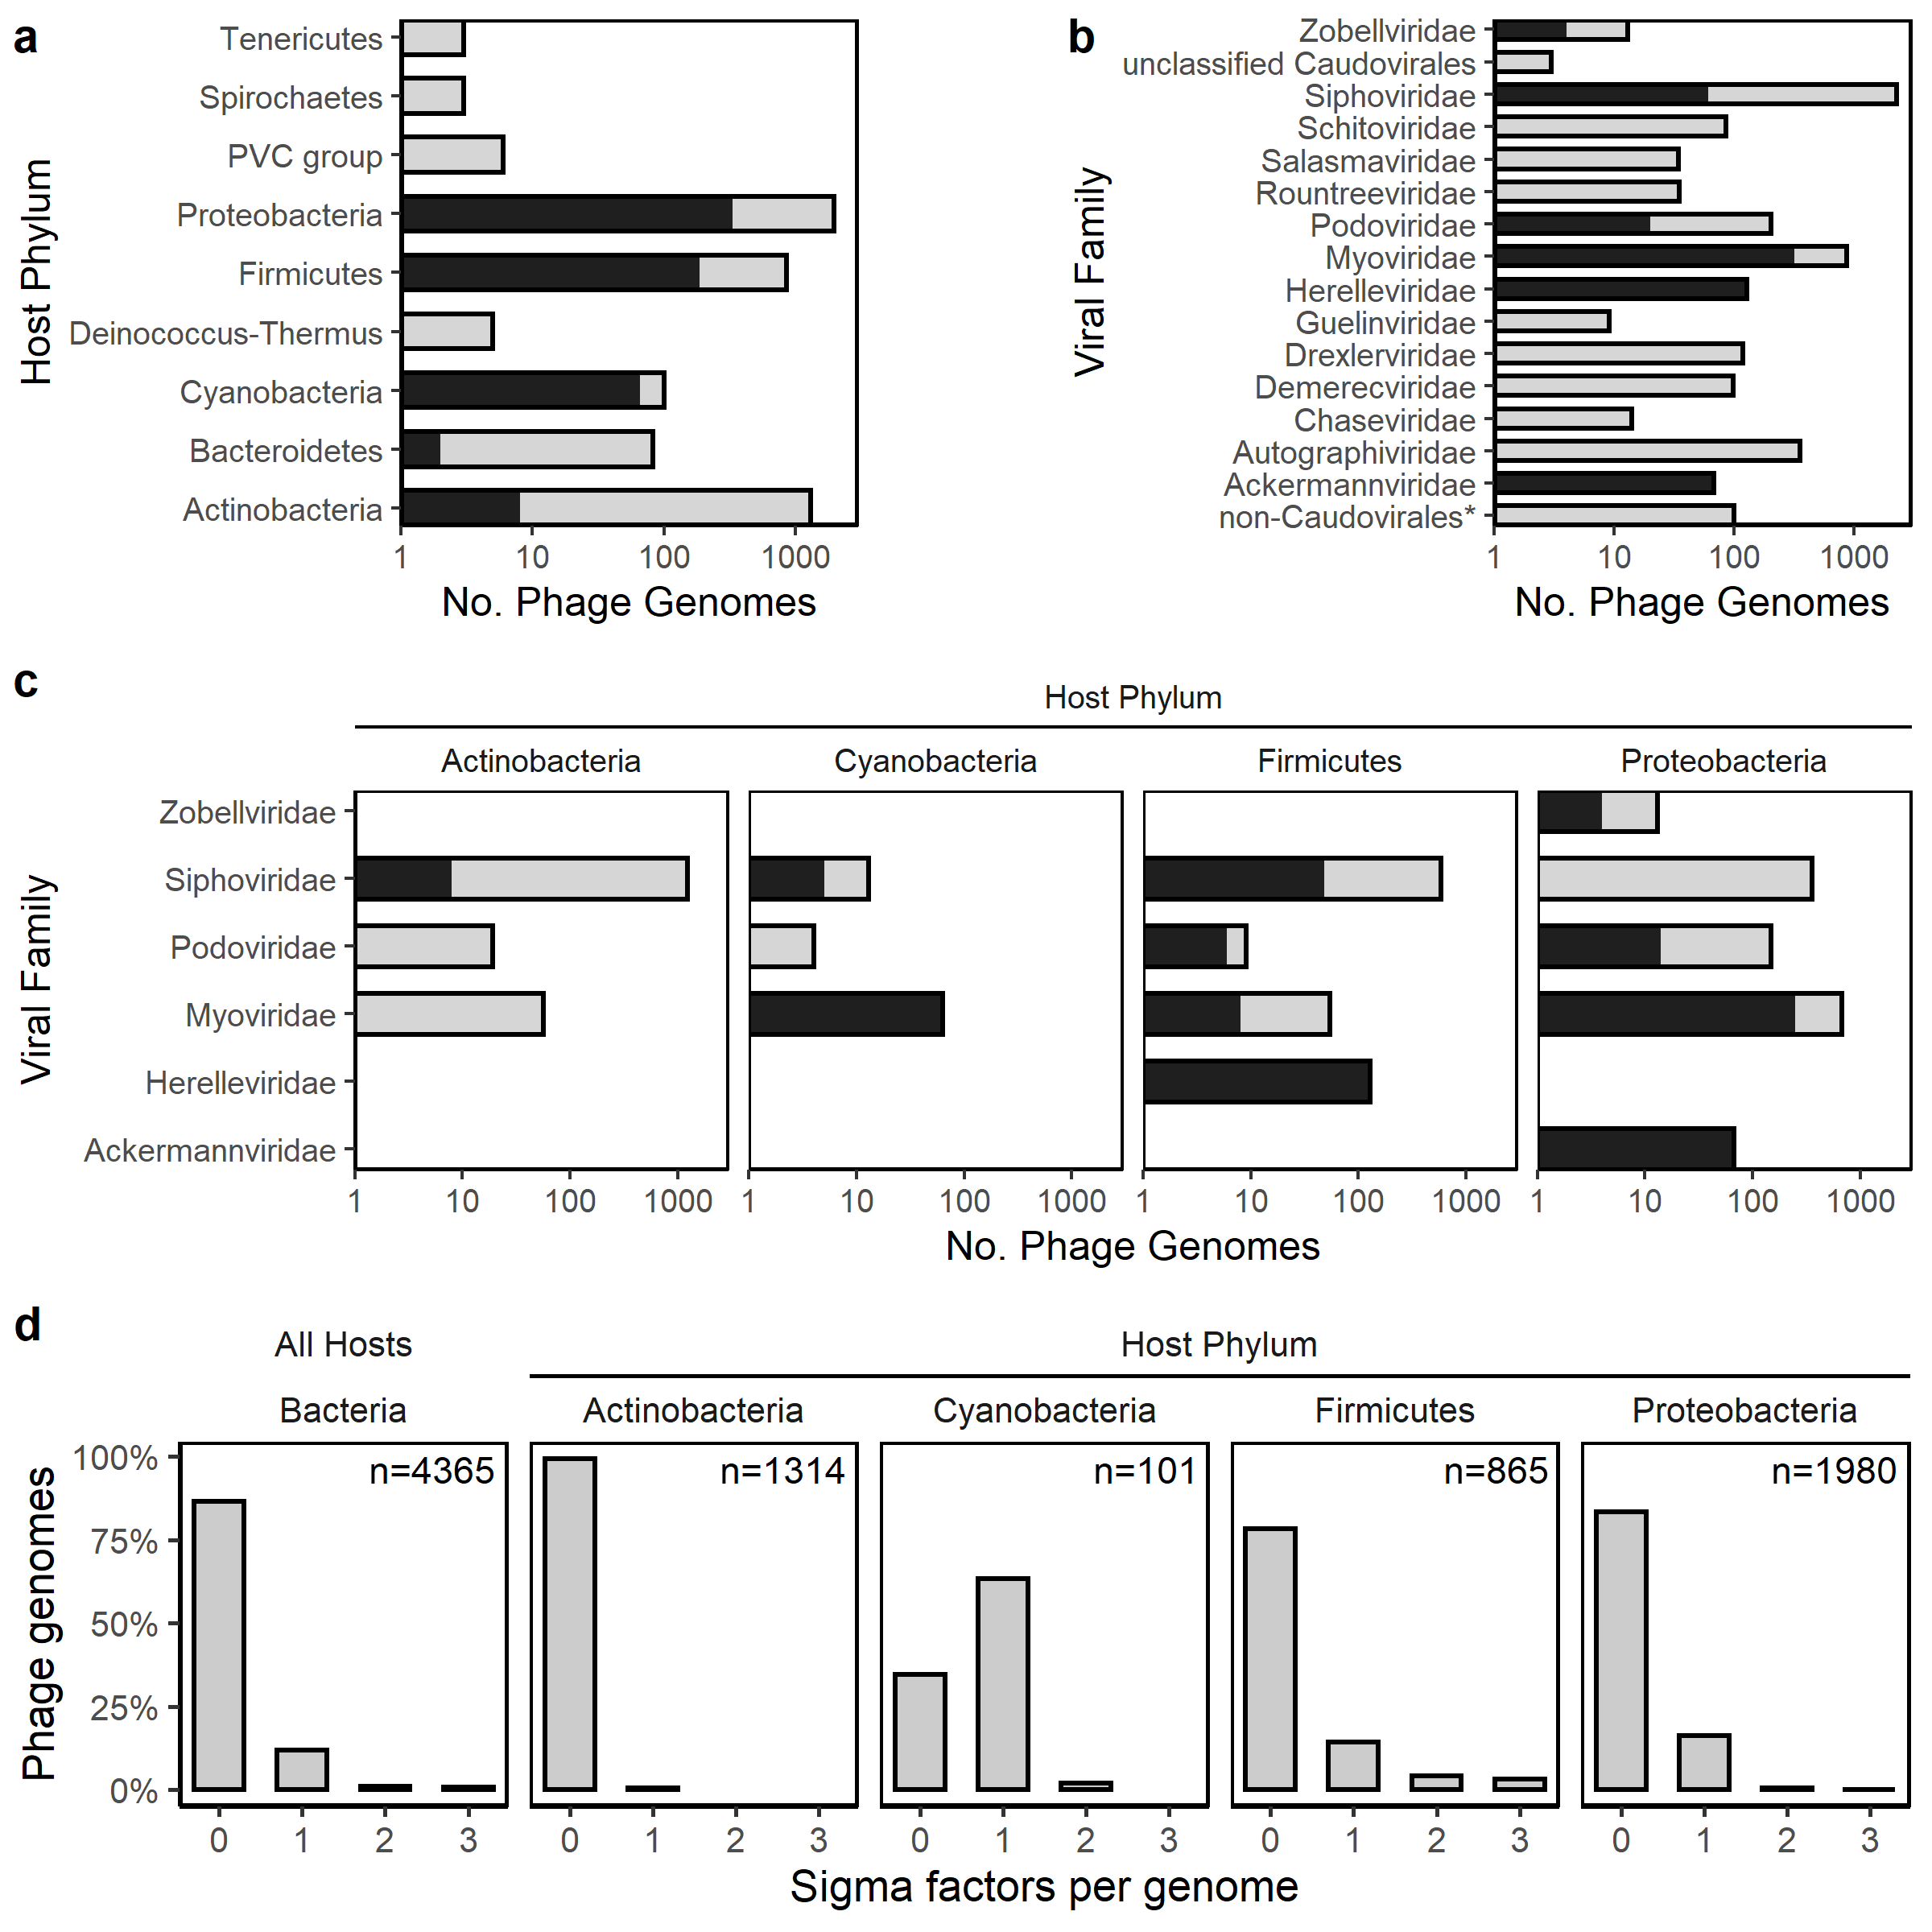 a
Tenericutes
Spirochaetes
PVC group
Proteobacteria
Firmicutes
Deinococcus-Thermus
Cyanobacteria
Bacteroidetes
Actinobacteria
Host Phylum
1 10 100 1000
No. Phage Genomes
b
Zobellviridae
unclassified Caudovirales
Siphoviridae
Schitoviridae
Salasmaviridae
Rountreeviridae
Podoviridae
Myoviridae
Herelleviridae
Guelinviridae
Drexlerviridae
Demerecviridae
Chaseviridae
Autographiviridae
Ackermannviridae
non-Caudovirales*
Viral Family
1 10 100 1000
No. Phage Genomes
c
Host Phylum
Actinobacteria Cyanobacteria Firmicutes Proteobacteria
Zobellviridae
Siphoviridae
Podoviridae
Myoviridae
Herelleviridae
Ackermannviridae
Viral Family
1 10 100 1000 1 10 100 1000 1 10 100 1000 1 10 100 1000
No. Phage Genomes
d
All Hosts Host Phylum
Bacteria Actinobacteria Cyanobacteria Firmicutes Proteobacteria
n=4365 n=1314 n=101 n=865 n=1980
100%
75%
50%
25%
0%
Phage genomes
0 1 2 3 0 1 2 3 0 1 2 3 0 1 2 3 0 1 2 3
Sigma factors per genome